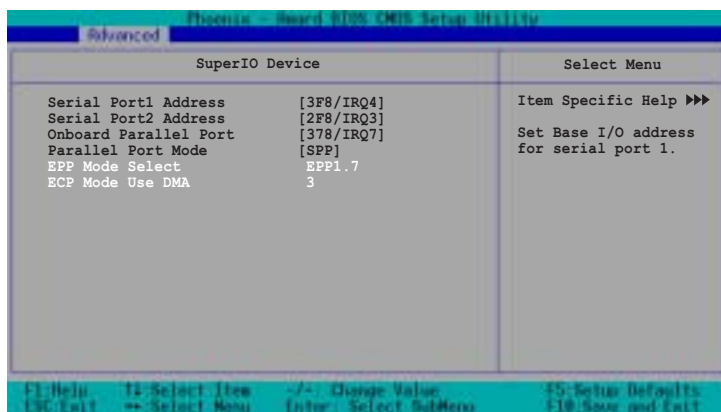 Phoenix - Award BIOS CMOS Setup Utility
Advanced
SuperIO Device
Select Menu
Serial Port1 Address [3F8/IRQ4]
Serial Port2 Address [2F8/IRQ3]
Onboard Parallel Port [378/IRQ7]
Parallel Port Mode [SPP]
EPP Mode Select EPP1.7
ECP Mode Use DMA 3
Item Specific Help ▶▶▶
Set Base I/O address
for serial port 1.
F1:Help ↑↓:Select Item -/+: Change Value F5:Setup Defaults
ESC:Exit ↔:Select Menu Enter: Select SubMenu F10:Save and Exit